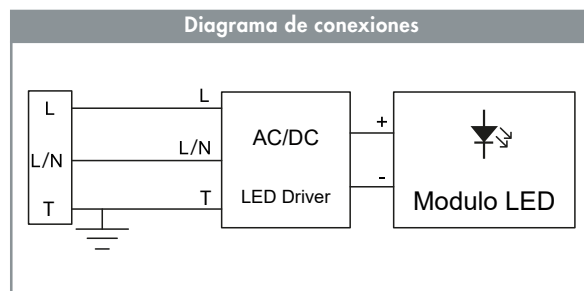 Diagrama de conexiones
L
L/N
T
L
L/N
T
AC/DC
LED Driver
+
-
Modulo LED